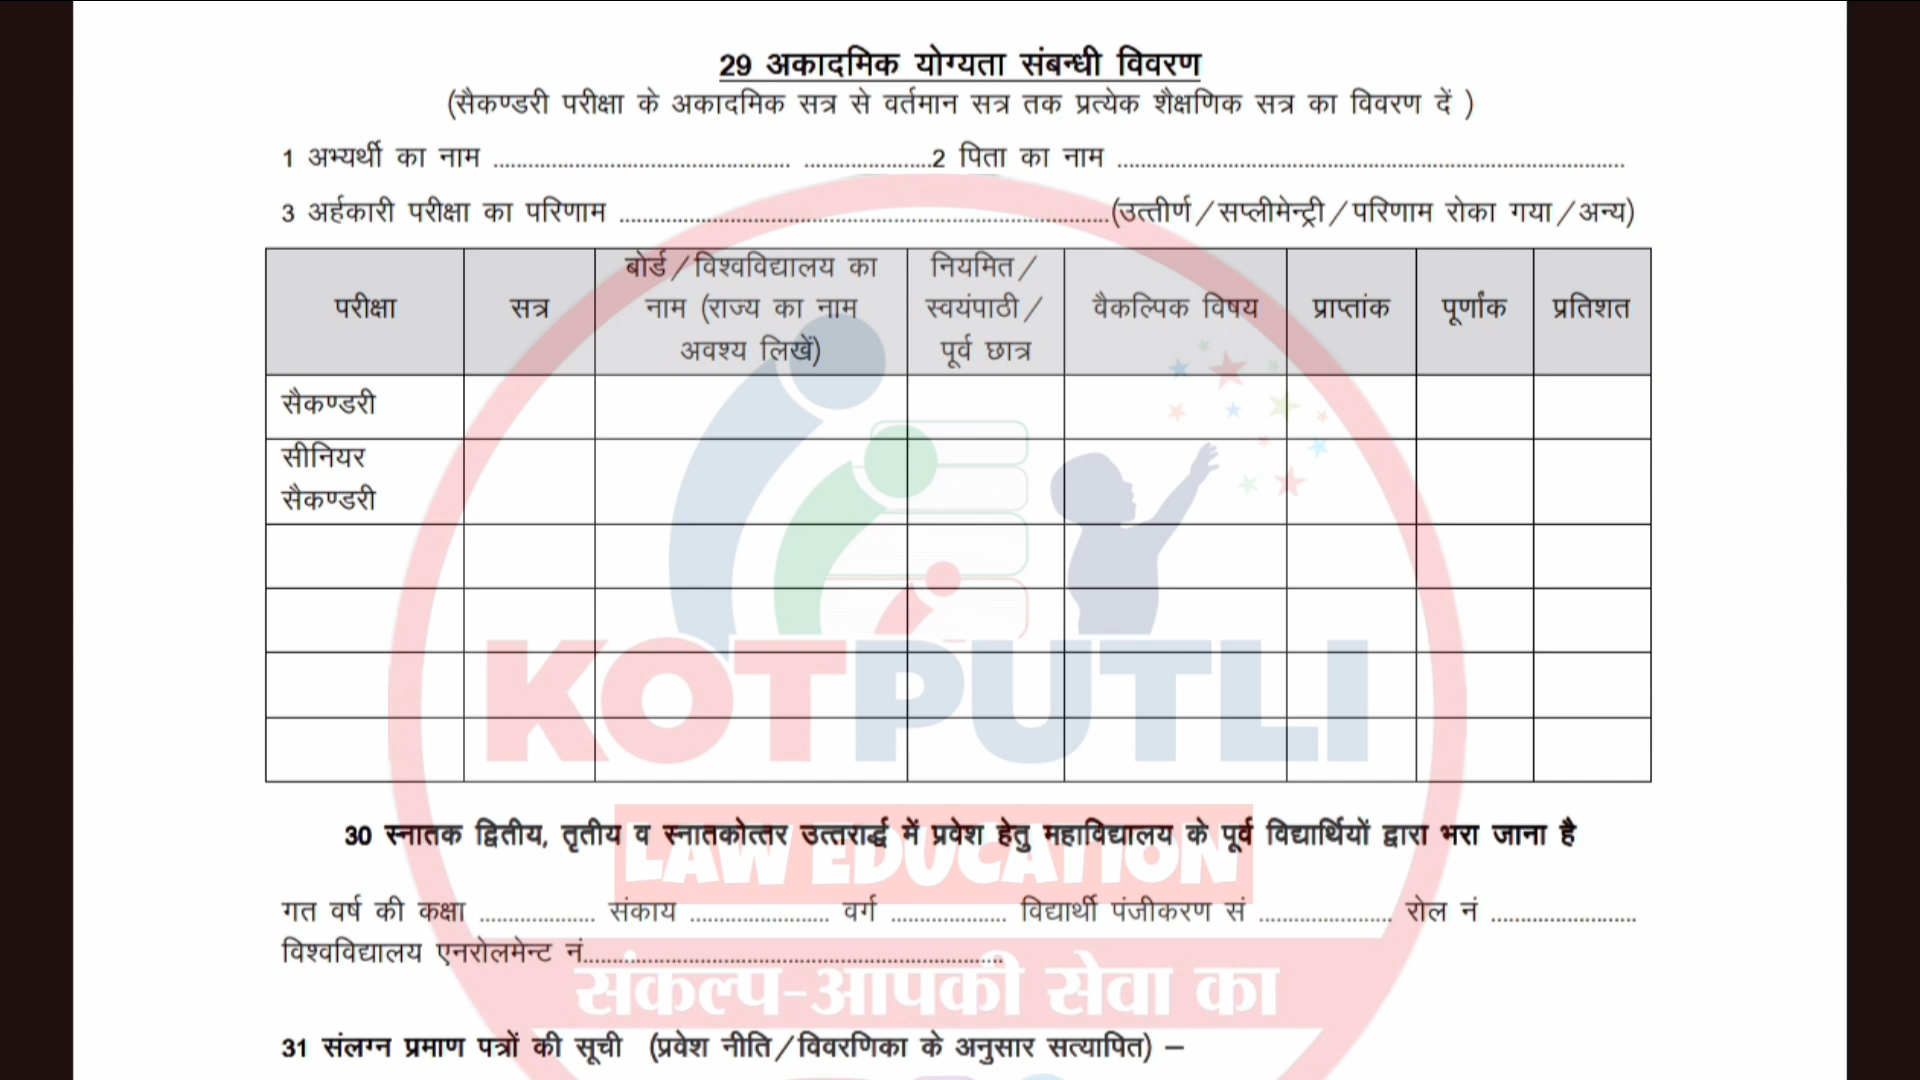 29 अकादमिक योग्यता संबन्धी विवरण
(सैकण्डरी परीक्षा के अकादमिक सत्र से वर्तमान सत्र तक प्रत्येक शैक्षणिक सत्र का विवरण दें )
1 अभ्यर्थी का नाम .................................................... ......................2 पिता का नाम ........................................................................................
3 अर्हकारी परीक्षा का परिणाम .....................................................................................(उत्तीर्ण/सप्लीमेन्ट्री/परिणाम रोका गया/अन्य)
परीक्षा
सत्र
बोर्ड/विश्वविद्यालय का
नाम (राज्य का नाम
अवश्य लिखें)
नियमित/
स्वयंपाठी/
पूर्व छात्र
वैकल्पिक विषय
प्राप्तांक
पूर्णांक
प्रतिशत
सैकण्डरी
सीनियर
सैकण्डरी
KOTPUTLI
30 स्नातक द्वितीय, तृतीय व स्नातकोत्तर उत्तरार्द्ध में प्रवेश हेतु महाविद्यालय के पूर्व विद्यार्थियों द्वारा भरा जाना है
LAW EDUCATION
गत वर्ष की कक्षा .................... संकाय ........................ वर्ग .................... विद्यार्थी पंजीकरण सं ....................... रोल नं .........................
विश्वविद्यालय एनरोलमेन्ट नं.........................................................................
संकल्प-आपकी सेवा का
31 संलग्न प्रमाण पत्रों की सूची (प्रवेश नीति/विवरणिका के अनुसार सत्यापित) –